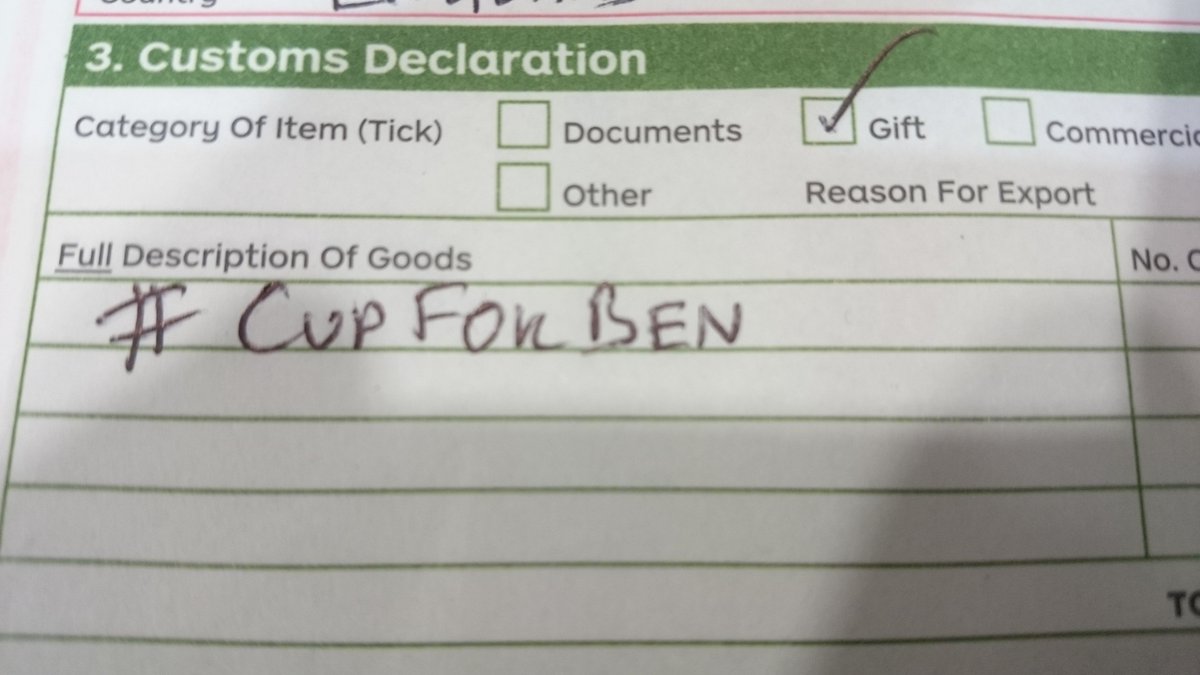 Country
3. Customs Declaration
Category Of Item (Tick) Documents Gift
Other Reason For Export
Full Description Of Goods No.
# CUP FOR BEN